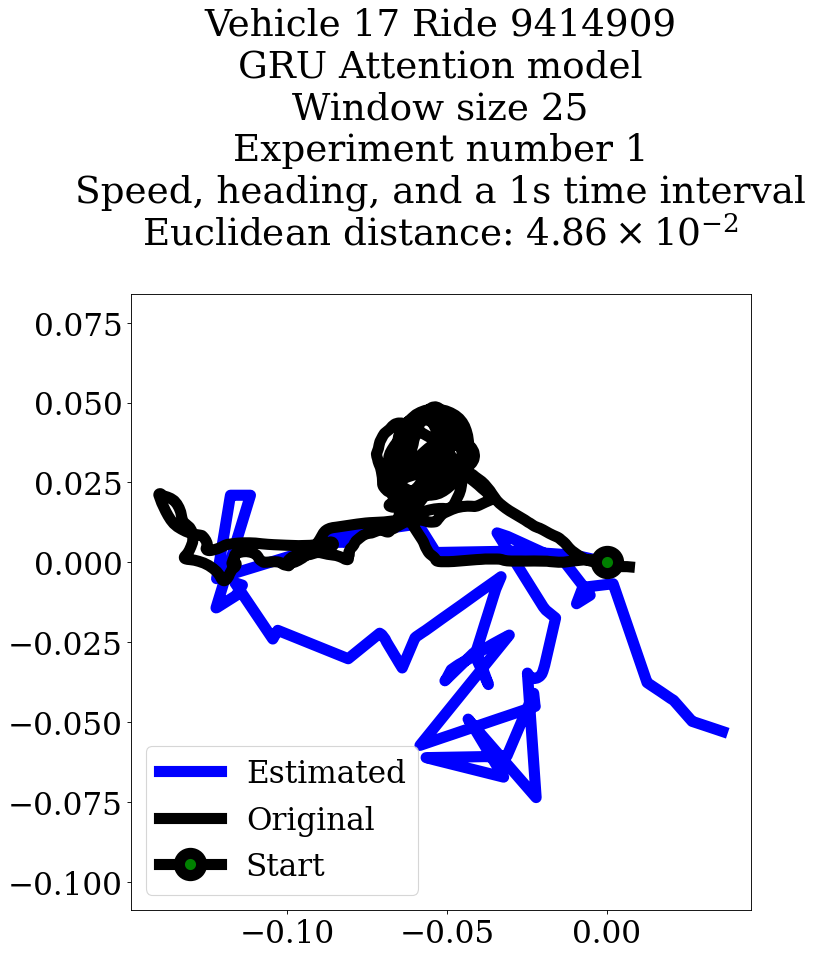 Vehicle 17 Ride 9414909
GRU Attention model
Window size 25
Experiment number 1
Speed, heading, and a 1s time interval
Euclidean distance: 4.86 × 10⁻²
0.075
0.050
0.025
0.000
−0.025
−0.050
−0.075
−0.100
Estimated
Original
Start
−0.10
−0.05
0.00